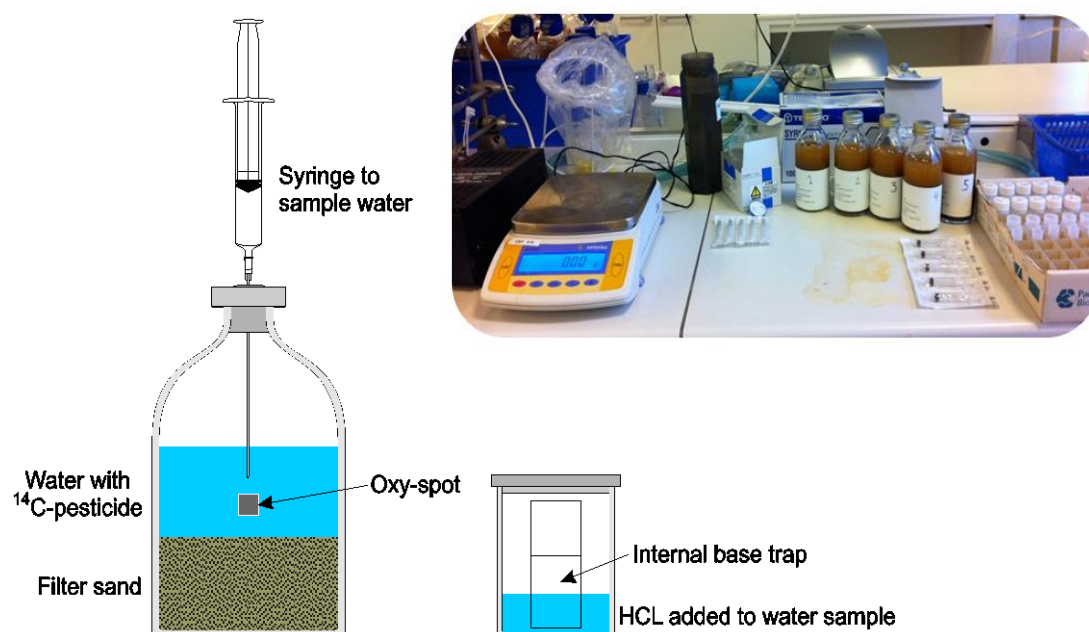 Syringe to
sample water
Water with
¹⁴C-pesticide
Oxy-spot
Filter sand
Internal base trap
HCL added to water sample
0.00
1
2
3
4
5